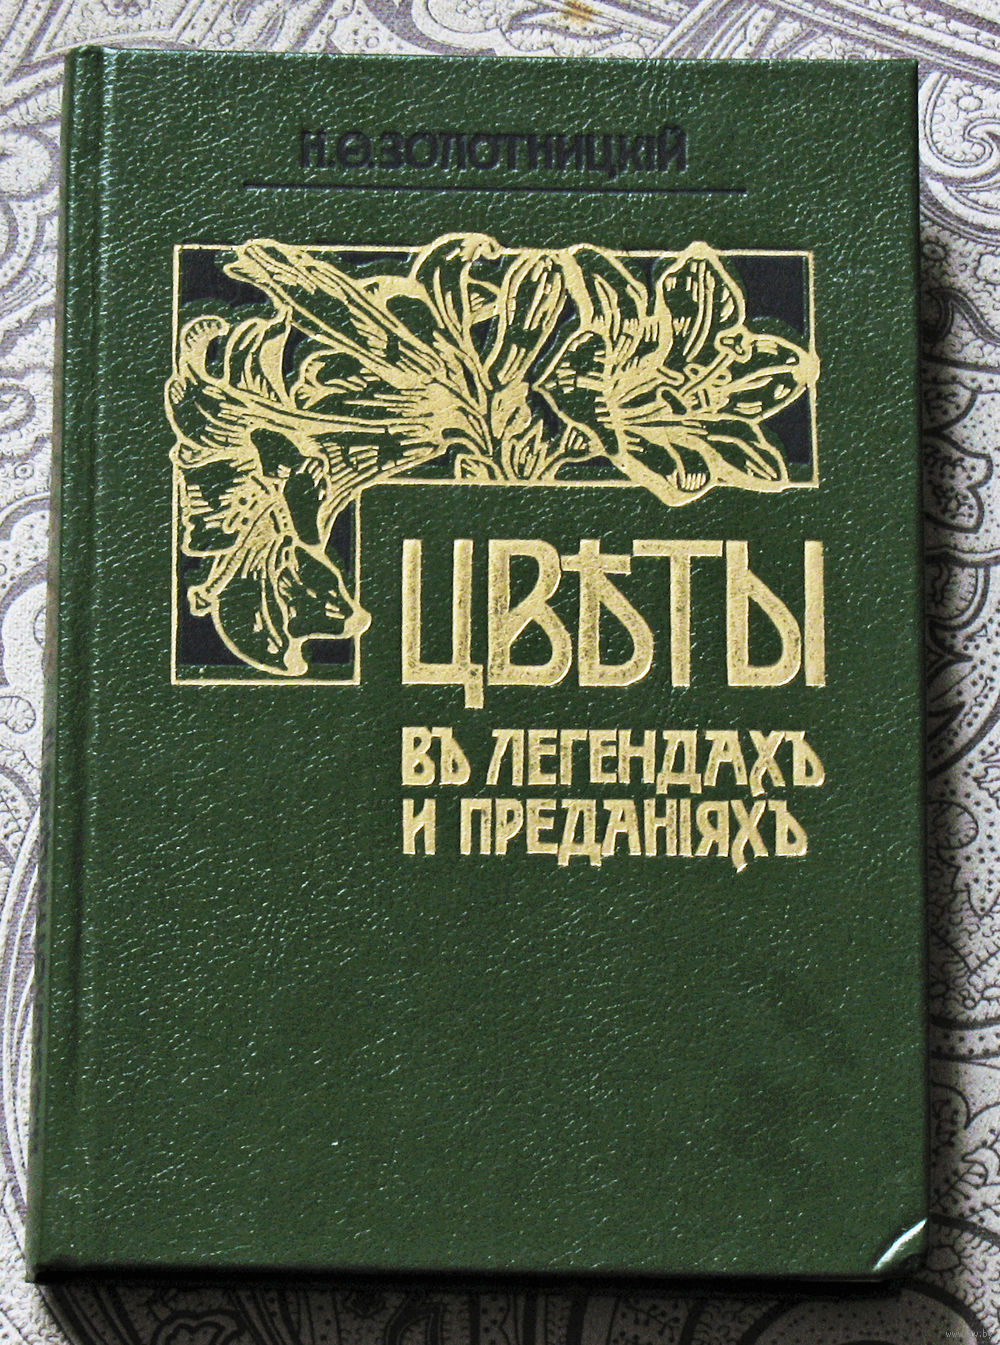 Н.Ѳ.ЗОЛОТНИЦКІЙ
ЦВѢТЫ
ВЪ ЛЕГЕНДАХЪ
И ПРЕДАНІЯХЪ